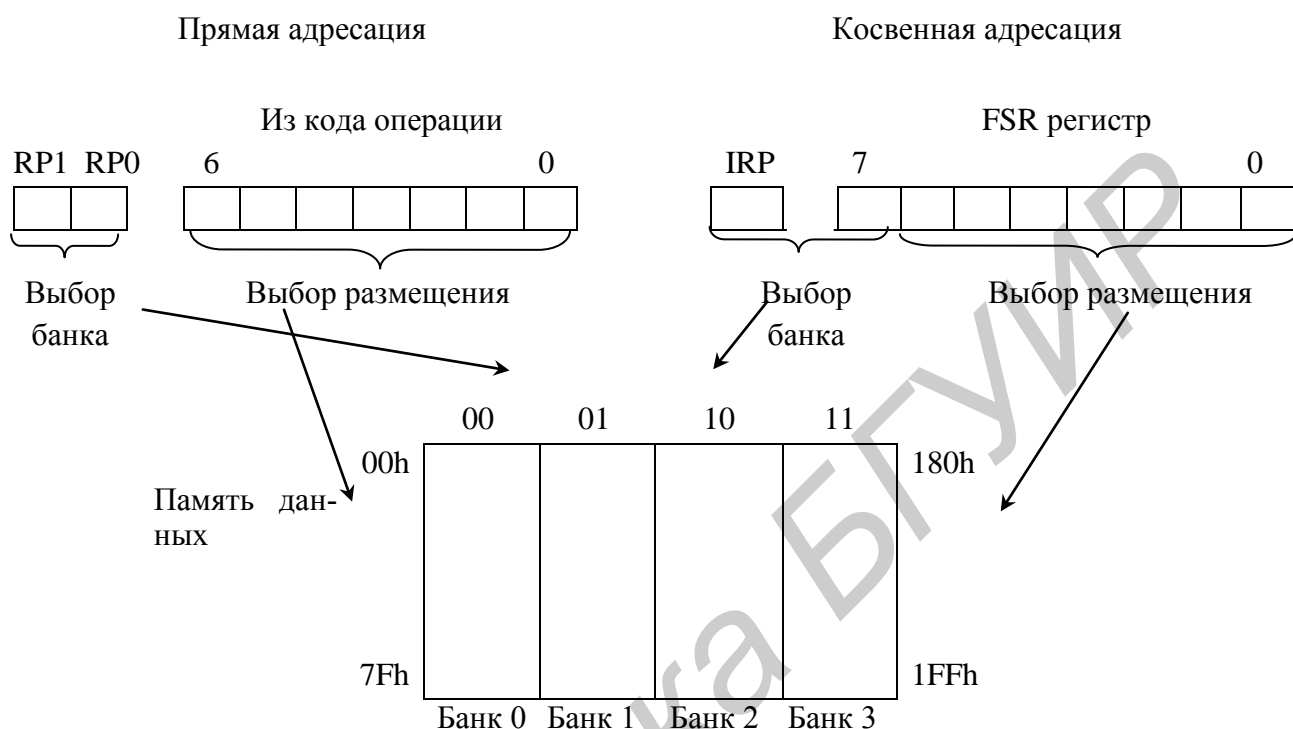 Прямая адресация Косвенная адресация
Из кода операции FSR регистр
RP1 RP0 6 0 IRP 7 0
Выбор банка Выбор размещения Выбор банка Выбор размещения
00 01 10 11
00h 180h
Память дан-
ных
7Fh 1FFh
Банк 0 Банк 1 Банк 2 Банк 3
ка БГУИР